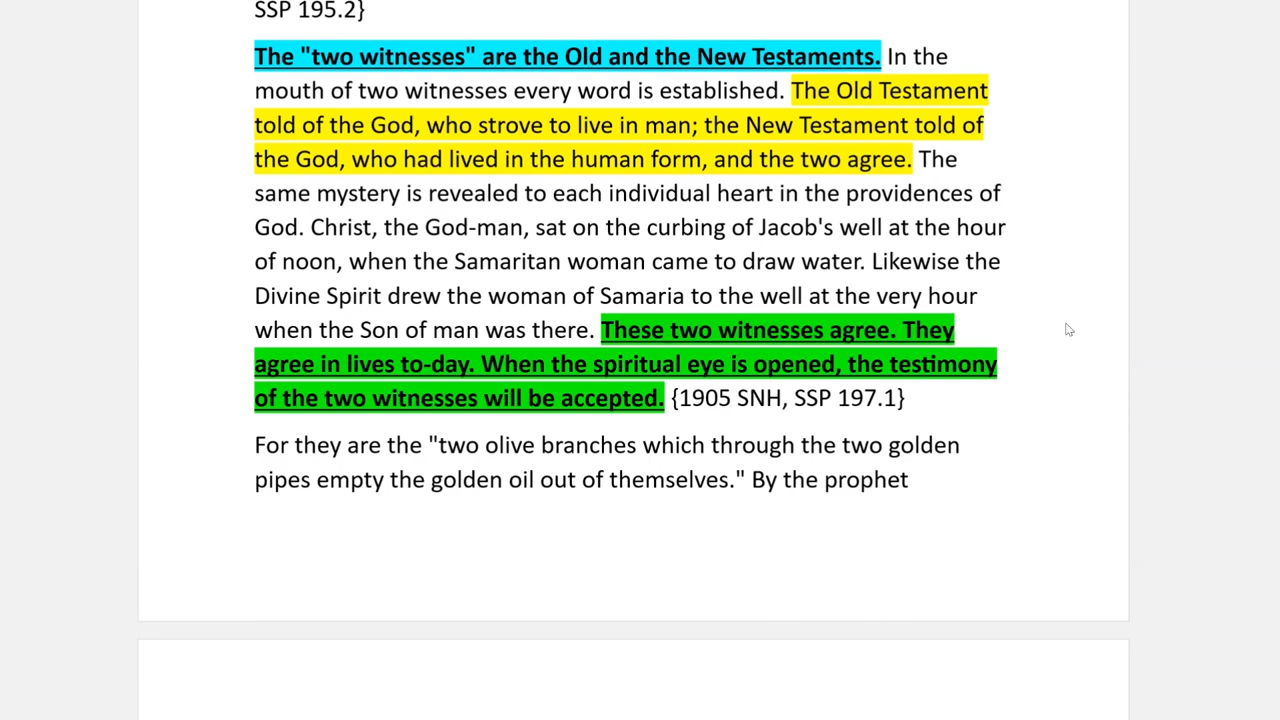 SSP 195.2}
The "two witnesses" are the Old and the New Testaments. In the
mouth of two witnesses every word is established. The Old Testament
told of the God, who strove to live in man; the New Testament told of
the God, who had lived in the human form, and the two agree. The
same mystery is revealed to each individual heart in the providences of
God. Christ, the God-man, sat on the curbing of Jacob's well at the hour
of noon, when the Samaritan woman came to draw water. Likewise the
Divine Spirit drew the woman of Samaria to the well at the very hour
when the Son of man was there. These two witnesses agree. They
agree in lives to-day. When the spiritual eye is opened, the testimony
of the two witnesses will be accepted. {1905 SNH, SSP 197.1}
For they are the "two olive branches which through the two golden
pipes empty the golden oil out of themselves." By the prophet